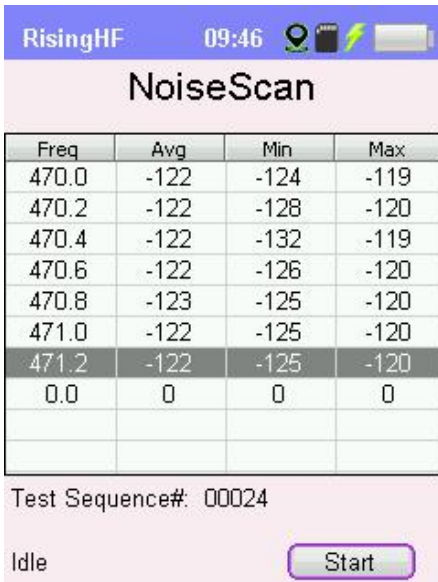 RisingHF 09:46
NoiseScan
Freq Avg Min Max
470.0 -122 -124 -119
470.2 -122 -128 -120
470.4 -122 -132 -119
470.6 -122 -126 -120
470.8 -123 -125 -120
471.0 -122 -125 -120
471.2 -122 -125 -120
0.0 0 0 0
Test Sequence#: 00024
Idle Start